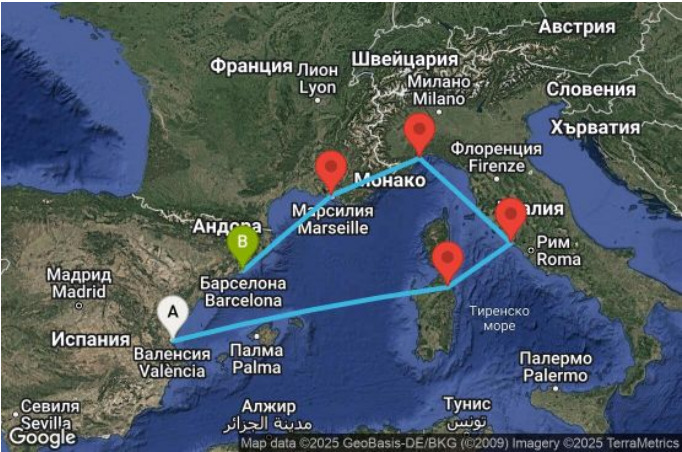 Австрия
Швейцария
Франция
Лион
Lyon
Милано
Milano
Словения
Хърватия
Флоренция
Firenze
Монако
Марсилия
Marseille
Андора
B
Рим
Roma
Мадрид
Madrid
Барселона
Barcelona
A
Тиренско
море
Испания
Валенсия
València
Палма
Palma
Палермо
Palermo
Севиля
Sevilla
Алжир
مدينة الجزائر
Тунис
تونس
Google
Map data ©2025 GeoBasis-DE/BKG (©2009) Imagery ©2025 TerraMetrics